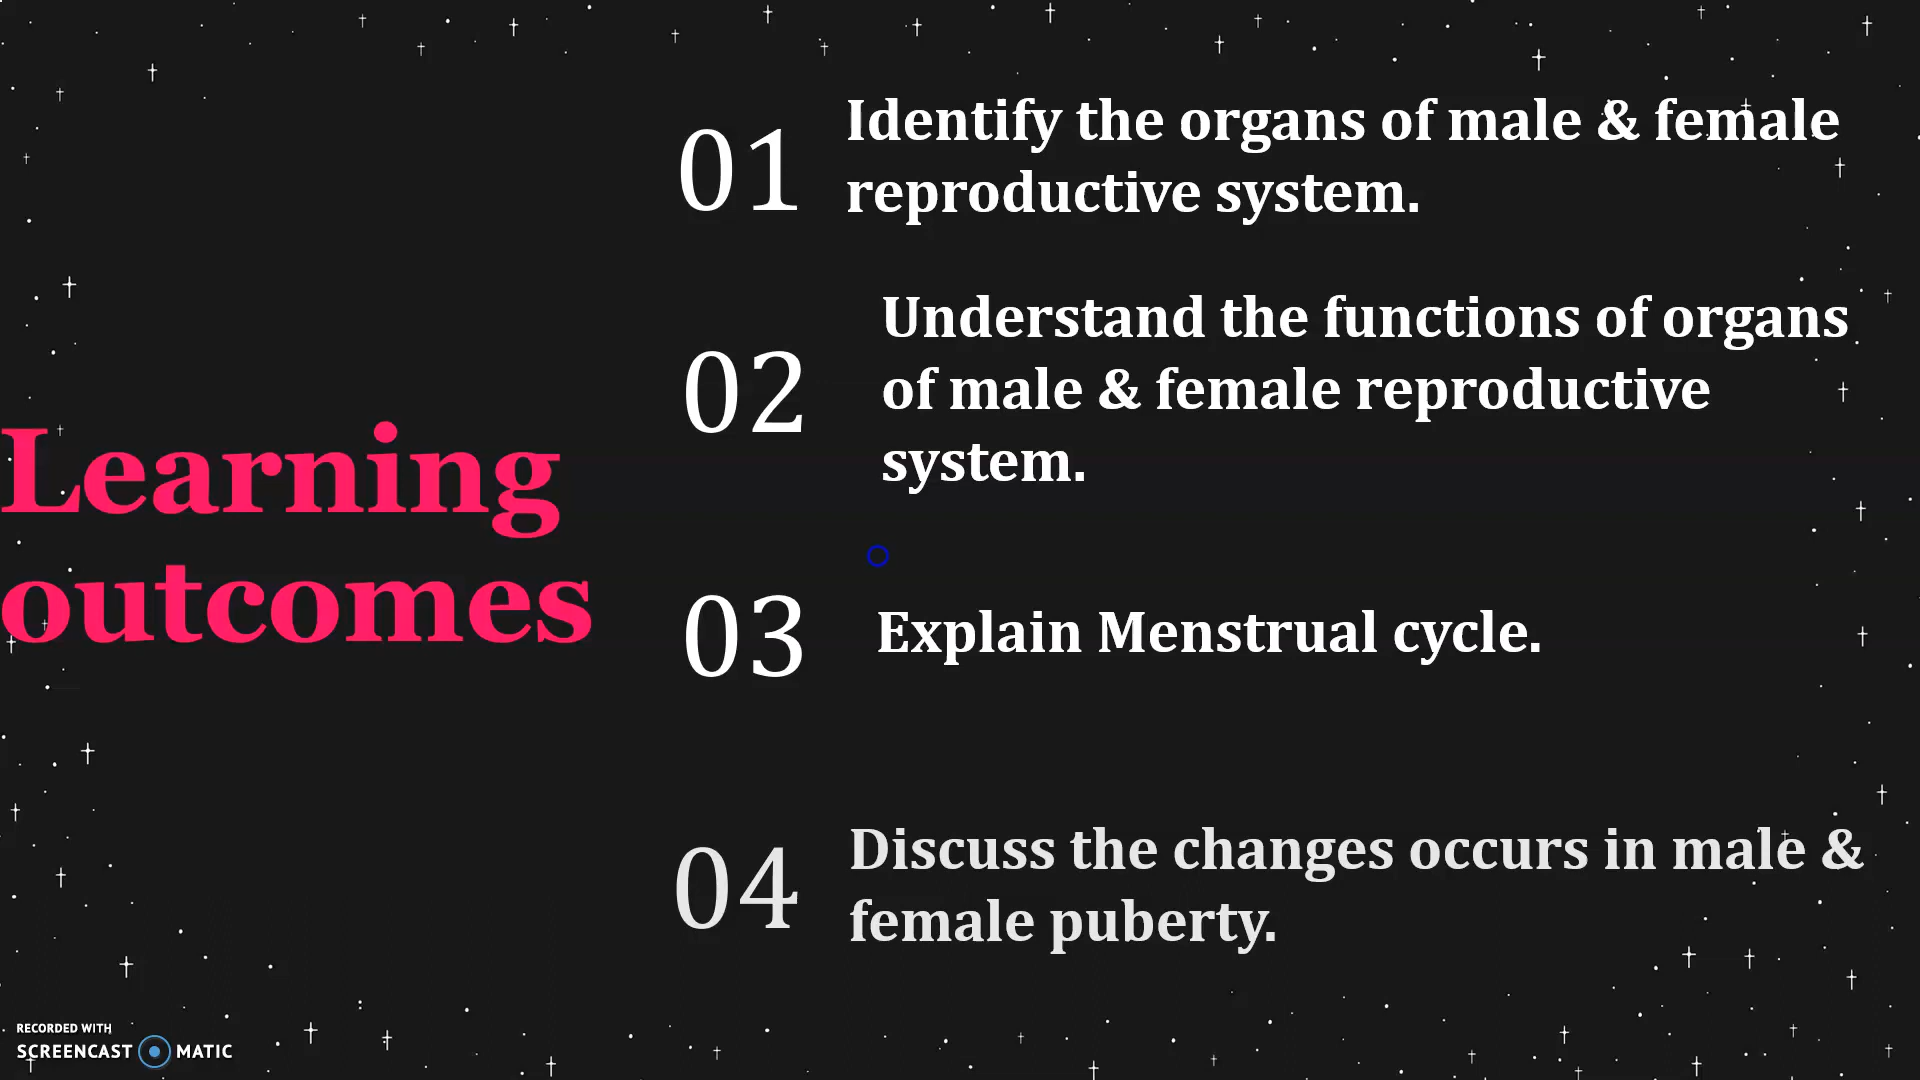 Learning
outcomes
01
Identify the organs of male & female
reproductive system.
02
Understand the functions of organs
of male & female reproductive
system.
03
Explain Menstrual cycle.
04
Discuss the changes occurs in male &
female puberty.
RECORDED WITH
SCREENCAST MATIC